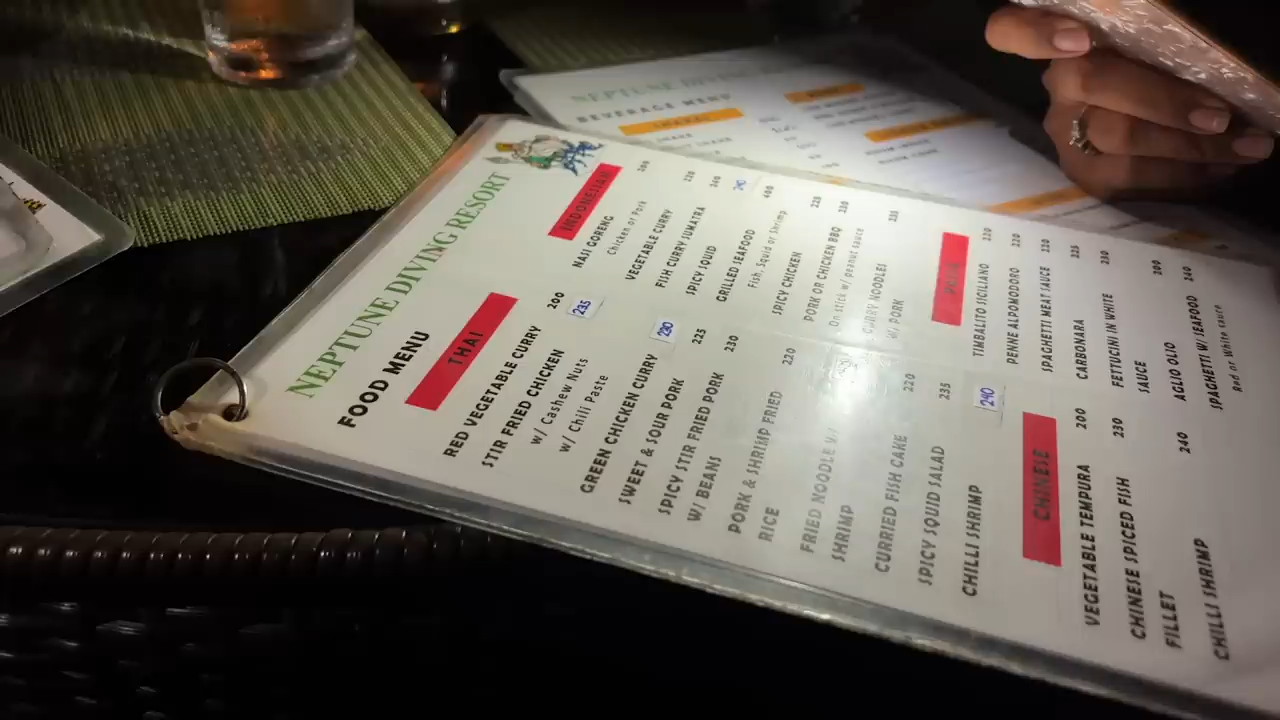 NEPTUNE DIVING RESORT
FOOD MENU
THAI
RED VEGETABLE CURRY 200
STIR FRIED CHICKEN 235
w/ Cashew Nuts
w/ Chili Paste
GREEN CHICKEN CURRY 230
SWEET & SOUR PORK 225
SPICY STIR FRIED PORK 230
W/ BEANS
PORK & SHRIMP FRIED 220
RICE
FRIED NOODLE W/
SHRIMP
CURRIED FISH CAKE 220
SPICY SQUID SALAD 235
CHILLI SHRIMP 240
CHINESE
VEGETABLE TEMPURA 200
CHINESE SPICED FISH 230
FILLET
CHILLI SHRIMP 240
INDONESIAN
NASI GORENG 200
Chicken or Pork
VEGETABLE CURRY
FISH CURRY SUMATRA 220
SPICY SQUID 240
GRILLED SEAFOOD 400
Fish, Squid or Shrimp
SPICY CHICKEN 225
PORK OR CHICKEN BBQ 230
On stick w/ peanut sauce
CURRY NOODLES 225
W/ PORK
TIMBALITO SICILIANO 220
PENNE ALPOMODORO 220
SPAGHETTI MEAT SAUCE 220
CARBONARA 225
FETTUCINI IN WHITE 230
SAUCE
AGLIO OLIO 200
SPAGHETTI W/ SEAFOOD 240
Red or White sauce
NEPTUNE DIVING
BEVERAGE MENU